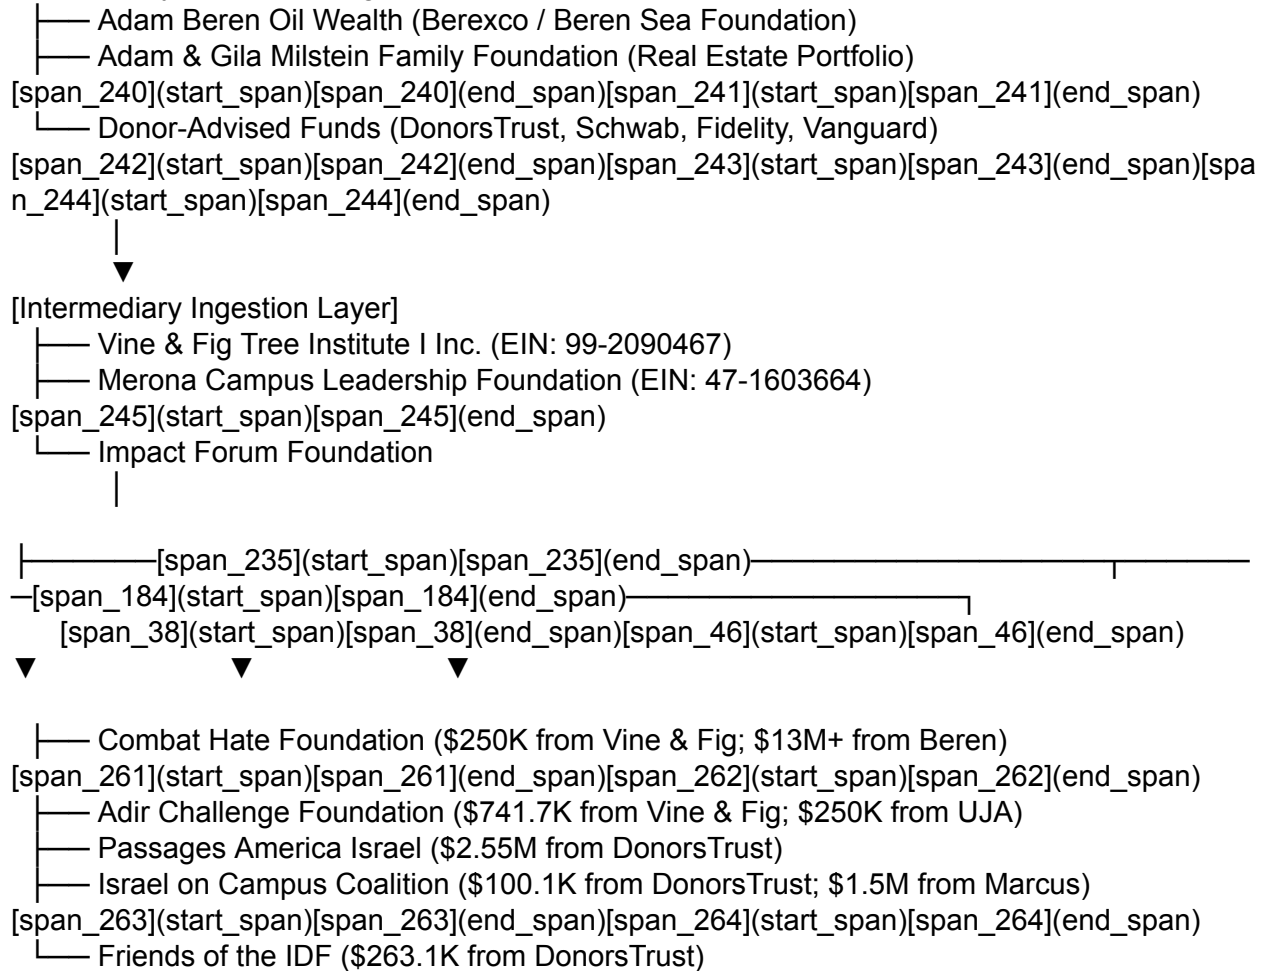 ├── Adam Beren Oil Wealth (Berexco / Beren Sea Foundation)
├── Adam & Gila Milstein Family Foundation (Real Estate Portfolio)
[span_240](start_span)[span_240](end_span)[span_241](start_span)[span_241](end_span)
└── Donor-Advised Funds (DonorsTrust, Schwab, Fidelity, Vanguard)
[span_242](start_span)[span_242](end_span)[span_243](start_span)[span_243](end_span)[spa
n_244](start_span)[span_244](end_span)
│
▼
[Intermediary Ingestion Layer]
├── Vine & Fig Tree Institute I Inc. (EIN: 99-2090467)
├── Merona Campus Leadership Foundation (EIN: 47-1603664)
[span_245](start_span)[span_245](end_span)
└── Impact Forum Foundation
│
├──────[span_235](start_span)[span_235](end_span)─────────────────┬──────
─[span_184](start_span)[span_184](end_span)────────────────┐
[span_38](start_span)[span_38](end_span)[span_46](start_span)[span_46](end_span)
▼ ▼ ▼
├── Combat Hate Foundation ($250K from Vine & Fig; $13M+ from Beren)
[span_261](start_span)[span_261](end_span)[span_262](start_span)[span_262](end_span)
├── Adir Challenge Foundation ($741.7K from Vine & Fig; $250K from UJA)
├── Passages America Israel ($2.55M from DonorsTrust)
├── Israel on Campus Coalition ($100.1K from DonorsTrust; $1.5M from Marcus)
[span_263](start_span)[span_263](end_span)[span_264](start_span)[span_264](end_span)
└── Friends of the IDF ($263.1K from DonorsTrust)